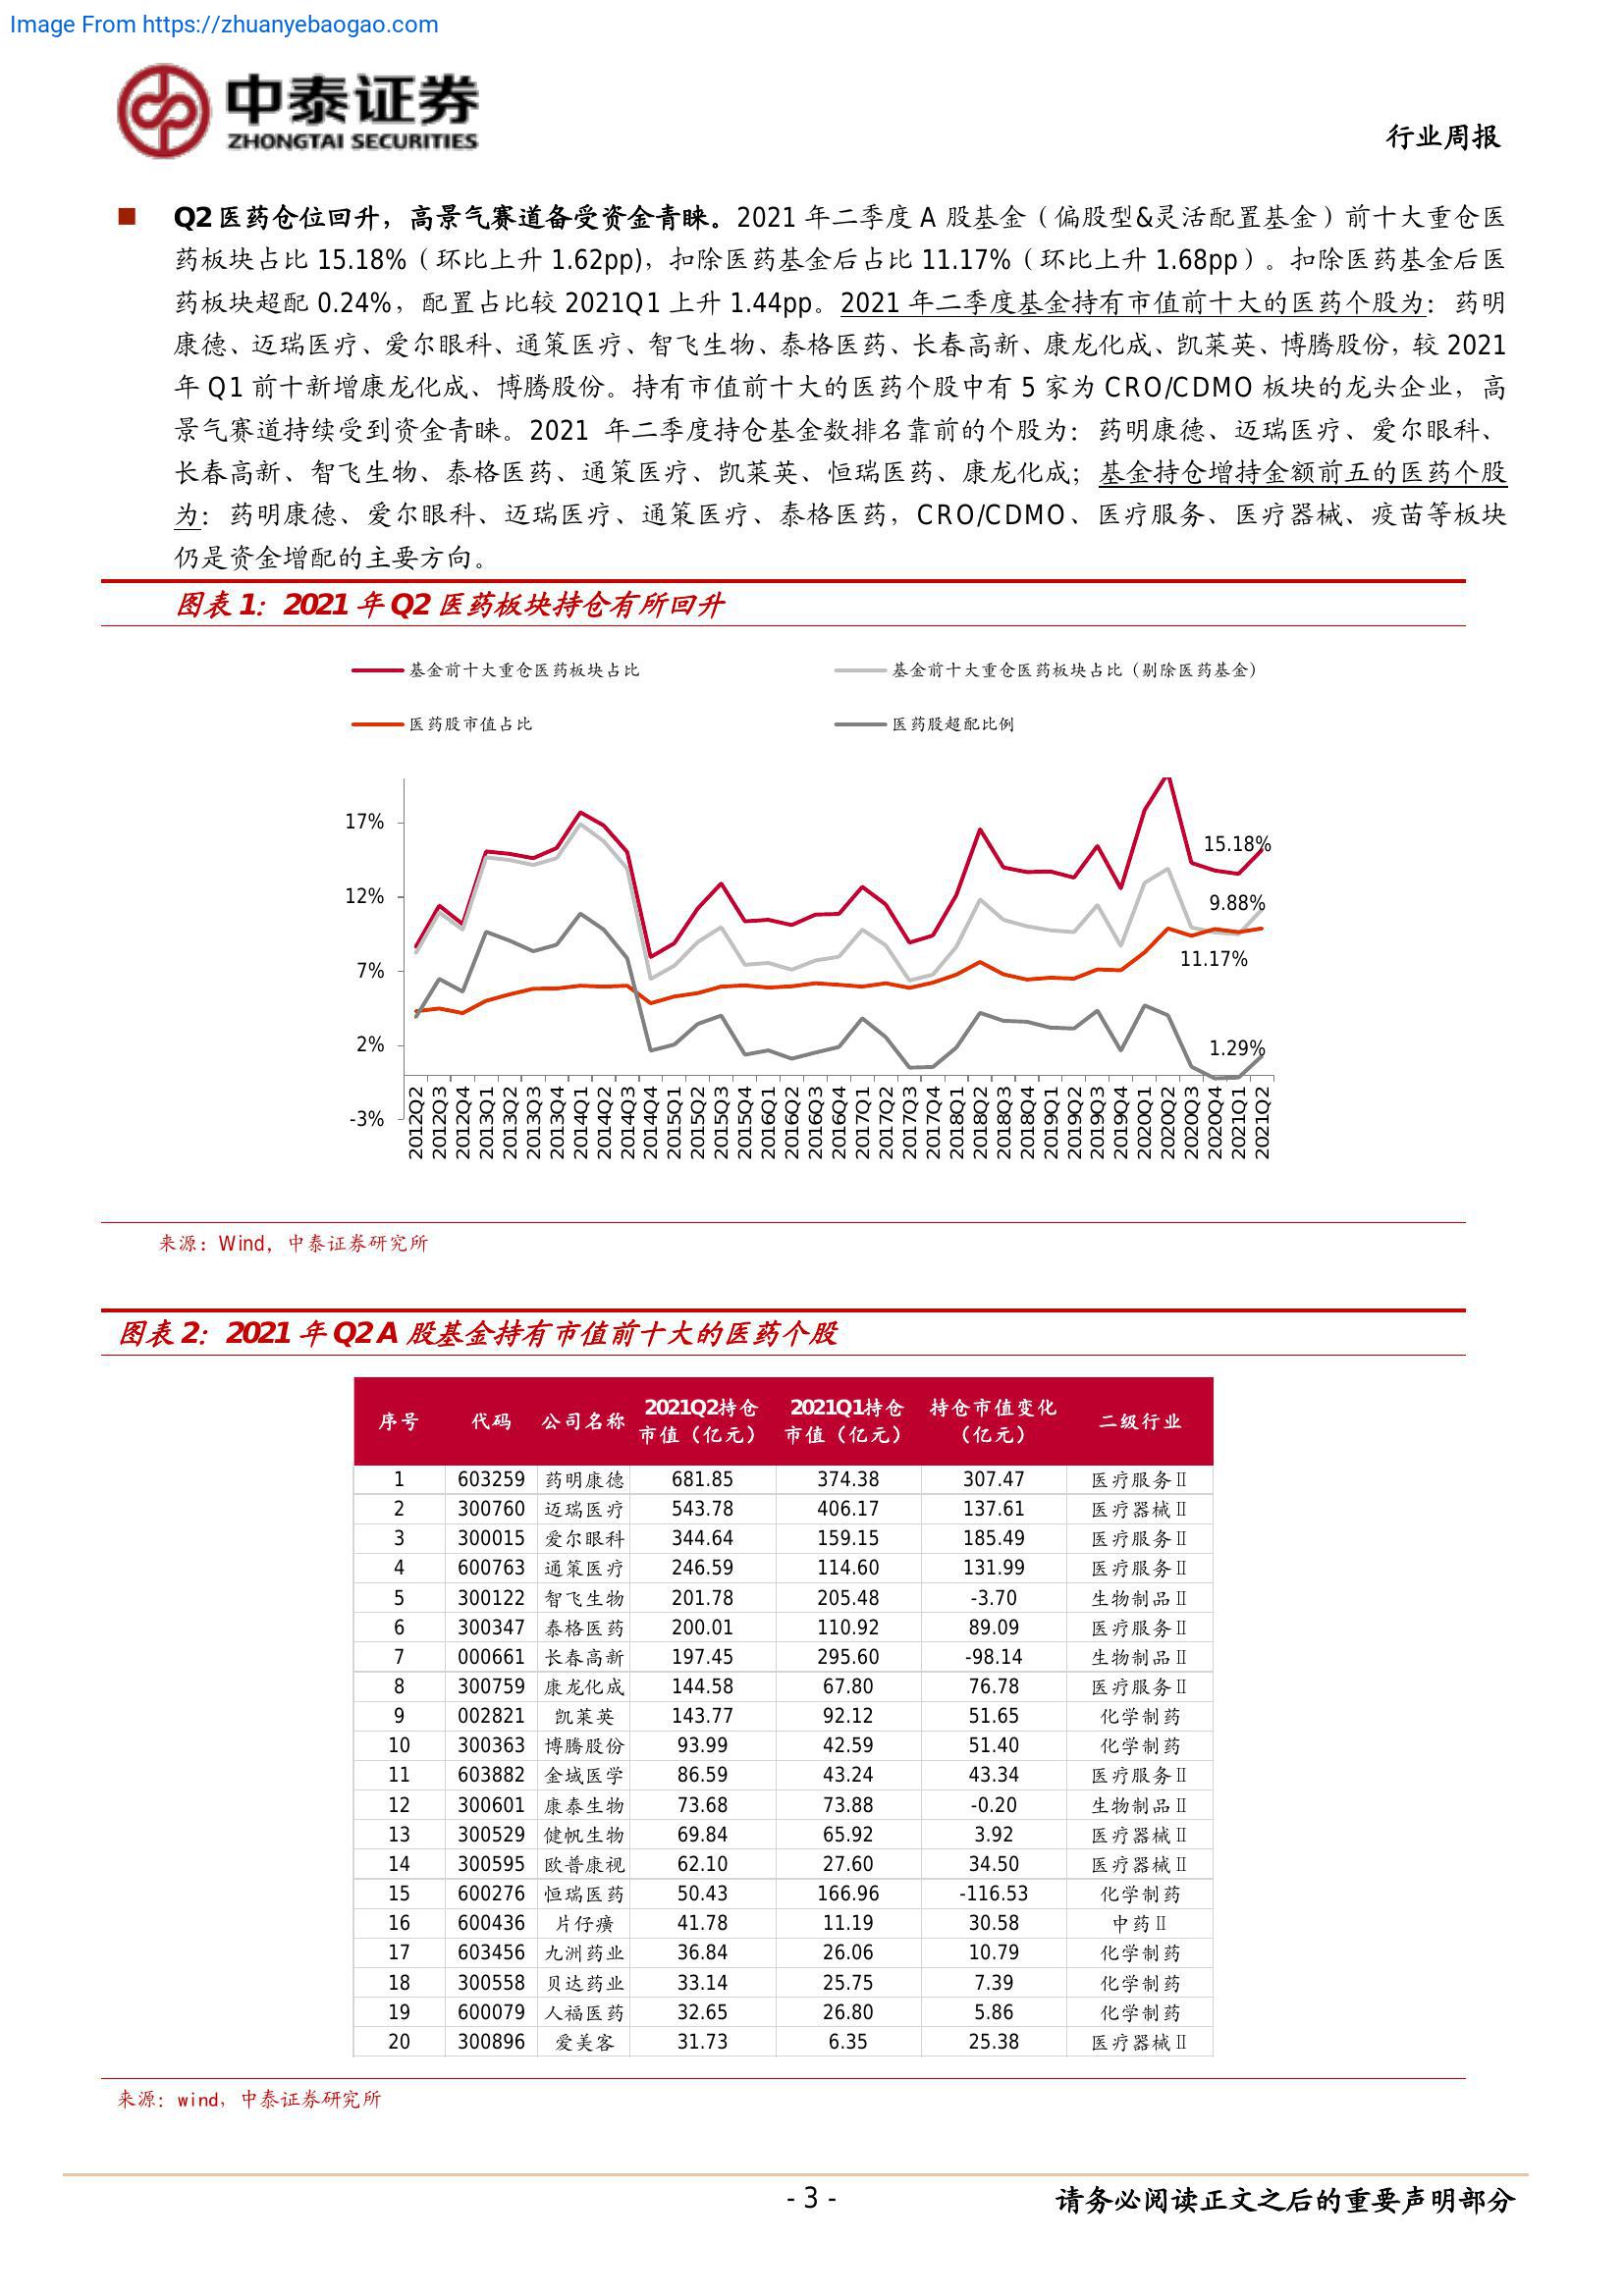 Image From https://zhuanyebaogao.com
中泰证券
ZHONGTAI SECURITIES
行业周报
■ Q2 医药仓位回升，高景气赛道备受资金青睐。2021 年二季度 A 股基金（偏股型&灵活配置基金）前十大重仓医
药板块占比 15.18%（环比上升 1.62pp)，扣除医药基金后占比 11.17%（环比上升 1.68pp）。扣除医药基金后医
药板块超配 0.24%，配置占比较 2021Q1 上升 1.44pp。2021 年二季度基金持有市值前十大的医药个股为：药明
康德、迈瑞医疗、爱尔眼科、通策医疗、智飞生物、泰格医药、长春高新、康龙化成、凯莱英、博腾股份，较 2021
年 Q1 前十新增康龙化成、博腾股份。持有市值前十大的医药个股中有 5 家为 CRO/CDMO 板块的龙头企业，高
景气赛道持续受到资金青睐。2021 年二季度持仓基金数排名靠前的个股为：药明康德、迈瑞医疗、爱尔眼科、
长春高新、智飞生物、泰格医药、通策医疗、凯莱英、恒瑞医药、康龙化成；基金持仓增持金额前五的医药个股
为：药明康德、爱尔眼科、迈瑞医疗、通策医疗、泰格医药，CRO/CDMO、医疗服务、医疗器械、疫苗等板块
仍是资金增配的主要方向。
图表 1：2021 年 Q2 医药板块持仓有所回升
基金前十大重仓医药板块占比 基金前十大重仓医药板块占比（剔除医药基金）
医药股市值占比 医药股超配比例
17%
12%
7%
2%
-3%
15.18%
9.88%
11.17%
1.29%
2012Q2 2012Q3 2012Q4 2013Q1 2013Q2 2013Q3 2013Q4 2014Q1 2014Q2 2014Q3 2014Q4 2015Q1 2015Q2 2015Q3 2015Q4 2016Q1 2016Q2 2016Q3 2016Q4 2017Q1 2017Q2 2017Q3 2017Q4 2018Q1 2018Q2 2018Q3 2018Q4 2019Q1 2019Q2 2019Q3 2019Q4 2020Q1 2020Q2 2020Q3 2020Q4 2021Q1 2021Q2
来源：Wind，中泰证券研究所
图表 2：2021 年 Q2 A 股基金持有市值前十大的医药个股
序号 代码 公司名称 2021Q2持仓市值（亿元） 2021Q1持仓市值（亿元） 持仓市值变化（亿元） 二级行业
1 603259 药明康德 681.85 374.38 307.47 医疗服务Ⅱ
2 300760 迈瑞医疗 543.78 406.17 137.61 医疗器械Ⅱ
3 300015 爱尔眼科 344.64 159.15 185.49 医疗服务Ⅱ
4 600763 通策医疗 246.59 114.60 131.99 医疗服务Ⅱ
5 300122 智飞生物 201.78 205.48 -3.70 生物制品Ⅱ
6 300347 泰格医药 200.01 110.92 89.09 医疗服务Ⅱ
7 000661 长春高新 197.45 295.60 -98.14 生物制品Ⅱ
8 300759 康龙化成 144.58 67.80 76.78 医疗服务Ⅱ
9 002821 凯莱英 143.77 92.12 51.65 化学制药
10 300363 博腾股份 93.99 42.59 51.40 化学制药
11 603882 金域医学 86.59 43.24 43.34 医疗服务Ⅱ
12 300601 康泰生物 73.68 73.88 -0.20 生物制品Ⅱ
13 300529 健帆生物 69.84 65.92 3.92 医疗器械Ⅱ
14 300595 欧普康视 62.10 27.60 34.50 医疗器械Ⅱ
15 600276 恒瑞医药 50.43 166.96 -116.53 化学制药
16 600436 片仔癀 41.78 11.19 30.58 中药Ⅱ
17 603456 九洲药业 36.84 26.06 10.79 化学制药
18 300558 贝达药业 33.14 25.75 7.39 化学制药
19 600079 人福医药 32.65 26.80 5.86 化学制药
20 300896 爱美客 31.73 6.35 25.38 医疗器械Ⅱ
来源：wind，中泰证券研究所
- 3 -
请务必阅读正文之后的重要声明部分